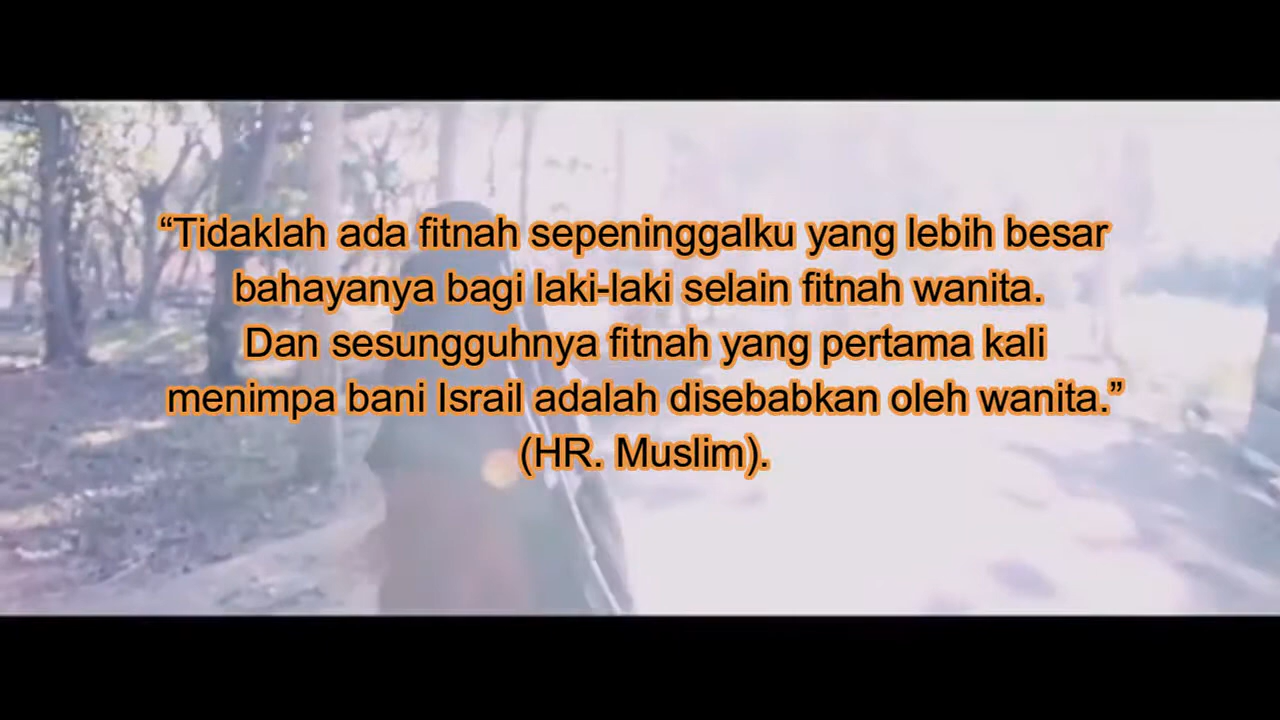 “Tidaklah ada fitnah sepeninggalku yang lebih besar
bahayanya bagi laki-laki selain fitnah wanita.
Dan sesungguhnya fitnah yang pertama kali
menimpa bani Israil adalah disebabkan oleh wanita.”
(HR. Muslim).